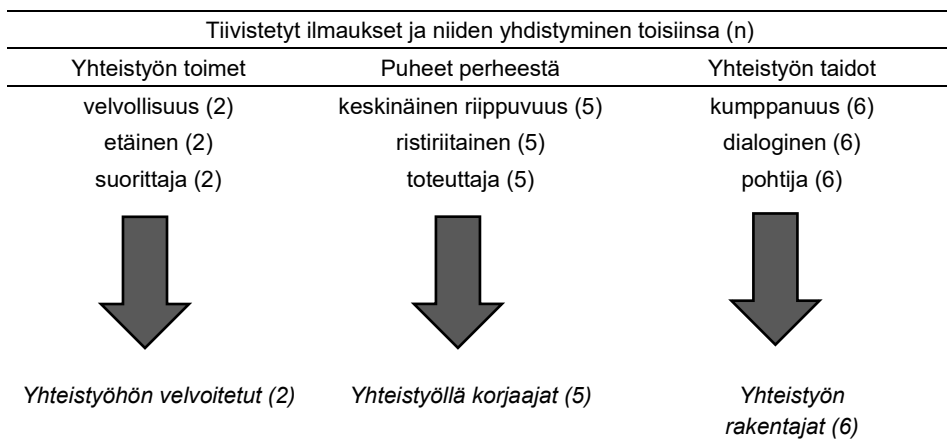 Tiivistetyt ilmaukset ja niiden yhdistyminen toisiinsa (n)
Yhteistyön toimet Puheet perheestä Yhteistyön taidot
velvollisuus (2) keskinäinen riippuvuus (5) kumppanuus (6)
etäinen (2) ristiriitainen (5) dialoginen (6)
suorittaja (2) toteuttaja (5) pohtija (6)
Yhteistyöhön velvoitetut (2) Yhteistyöllä korjaajat (5) Yhteistyön
rakentajat (6)